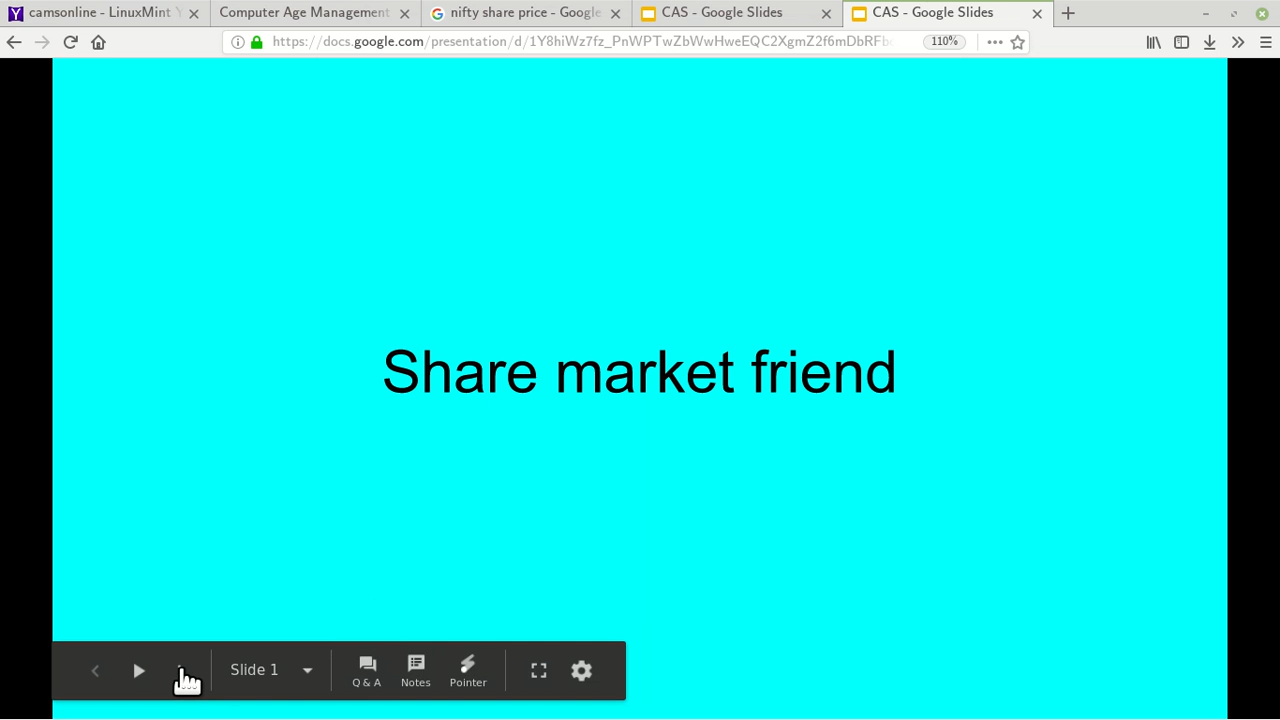 camsonline - LinuxMint
Computer Age Management
nifty share price - Google
CAS - Google Slides
CAS - Google Slides
https://docs.google.com/presentation/d/1Y8hiWz7fz_PnWPTwZbWwHweEQC2XgmZ2f6mDbRFb
110%
Share market friend
Slide 1
Q & A
Notes
Pointer